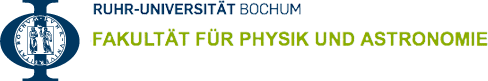 RUHR-UNIVERSITÄT BOCHUM
FAKULTÄT FÜR PHYSIK UND ASTRONOMIE